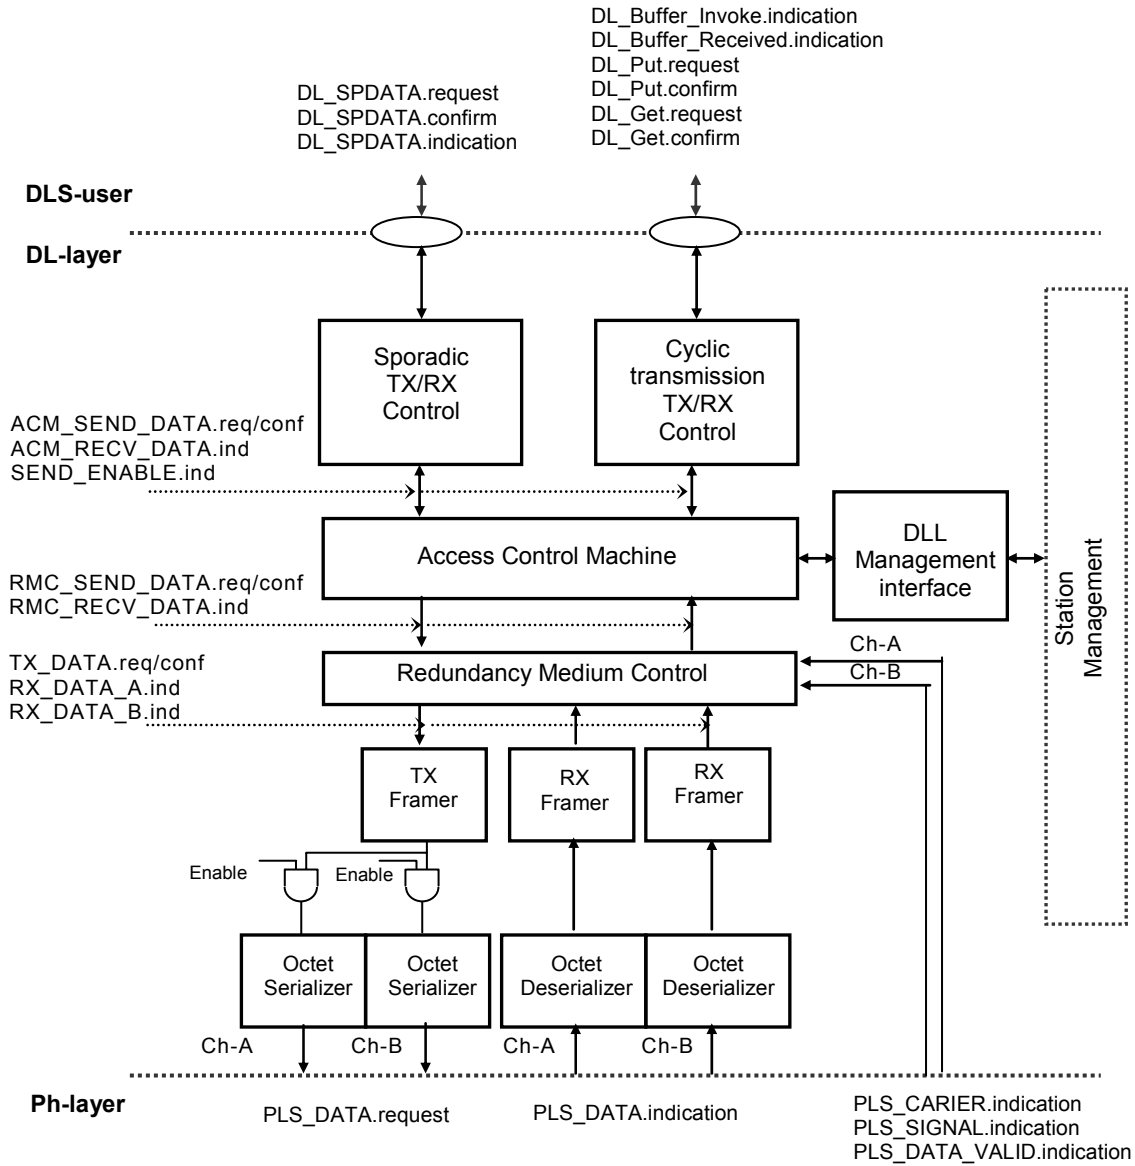 DL_Buffer_Invoke.indication
DL_Buffer_Received.indication
DL_Put.request
DL_Put.confirm
DL_Get.request
DL_Get.confirm
DL_SPDATA.request
DL_SPDATA.confirm
DL_SPDATA.indication
DLS-user
DL-layer
Sporadic
TX/RX
Control
Cyclic
transmission
TX/RX
Control
ACM_SEND_DATA.req/conf
ACM_RECV_DATA.ind
SEND_ENABLE.ind
Access Control Machine
DLL
Management
interface
Station
Management
RMC_SEND_DATA.req/conf
RMC_RECV_DATA.ind
Ch-A
Ch-B
Redundancy Medium Control
TX_DATA.req/conf
RX_DATA_A.ind
RX_DATA_B.ind
TX
Framer
RX
Framer
RX
Framer
Enable
Enable
Octet
Serializer
Octet
Serializer
Octet
Deserializer
Octet
Deserializer
Ch-A
Ch-B
Ch-A
Ch-B
Ph-layer
PLS_DATA.request
PLS_DATA.indication
PLS_CARIER.indication
PLS_SIGNAL.indication
PLS_DATA_VALID.indication